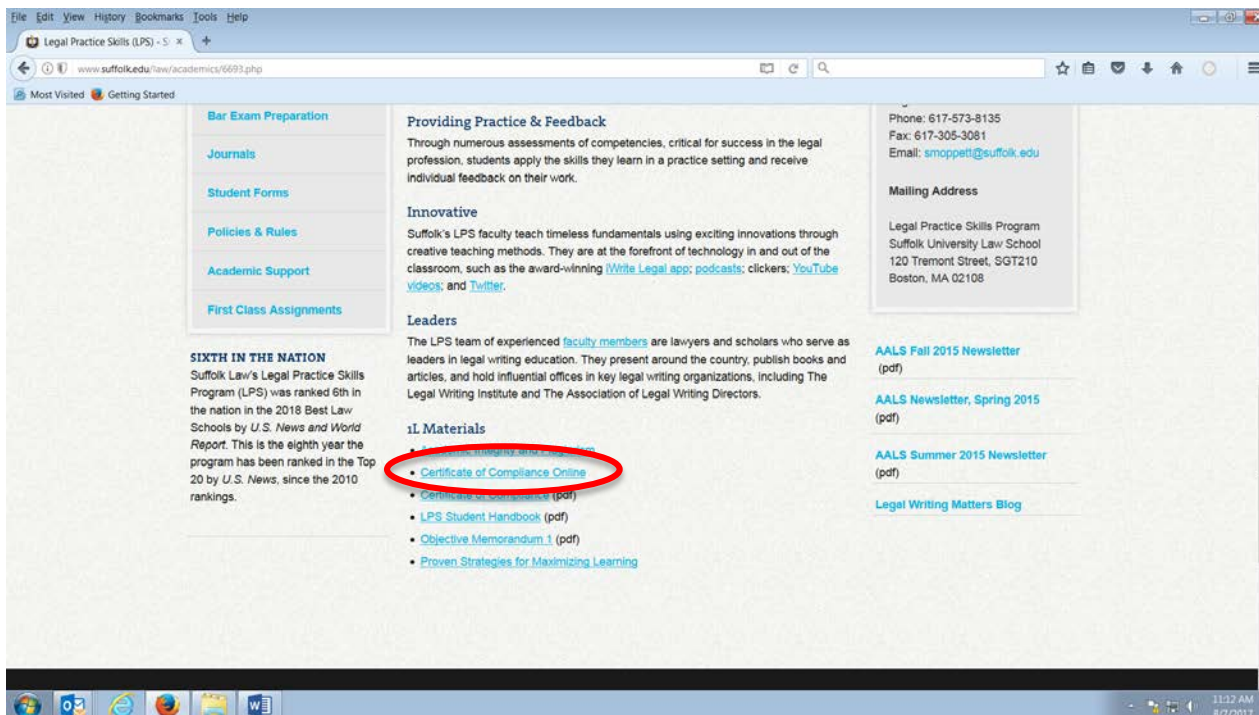 File Edit View History Bookmarks Tools Help
Legal Practice Skills (LPS) - S
www.suffolk.edu/law/academics/6693.php
Most Visited Getting Started
Bar Exam Preparation
Journals
Student Forms
Policies & Rules
Academic Support
First Class Assignments
SIXTH IN THE NATION
Suffolk Law's Legal Practice Skills
Program (LPS) was ranked 6th in
the nation in the 2018 Best Law
Schools by U.S. News and World
Report. This is the eighth year the
program has been ranked in the Top
20 by U.S. News, since the 2010
rankings.
Providing Practice & Feedback
Through numerous assessments of competencies, critical for success in the legal
profession, students apply the skills they learn in a practice setting and receive
individual feedback on their work.
Innovative
Suffolk's LPS faculty teach timeless fundamentals using exciting innovations through
creative teaching methods. They are at the forefront of technology in and out of the
classroom, such as the award-winning iWrite Legal app; podcasts; clickers; YouTube
videos; and Twitter.
Leaders
The LPS team of experienced faculty members are lawyers and scholars who serve as
leaders in legal writing education. They present around the country, publish books and
articles, and hold influential offices in key legal writing organizations, including The
Legal Writing Institute and The Association of Legal Writing Directors.
1L Materials
• Academic Integrity and Plagiarism
• Certificate of Compliance Online
• Certificate of Compliance (pdf)
• LPS Student Handbook (pdf)
• Objective Memorandum 1 (pdf)
• Proven Strategies for Maximizing Learning
Phone: 617-573-8135
Fax: 617-305-3081
Email: smoppett@suffolk.edu
Mailing Address
Legal Practice Skills Program
Suffolk University Law School
120 Tremont Street, SGT210
Boston, MA 02108
AALS Fall 2015 Newsletter
(pdf)
AALS Newsletter, Spring 2015
(pdf)
AALS Summer 2015 Newsletter
(pdf)
Legal Writing Matters Blog
11:12 AM
8/7/2017